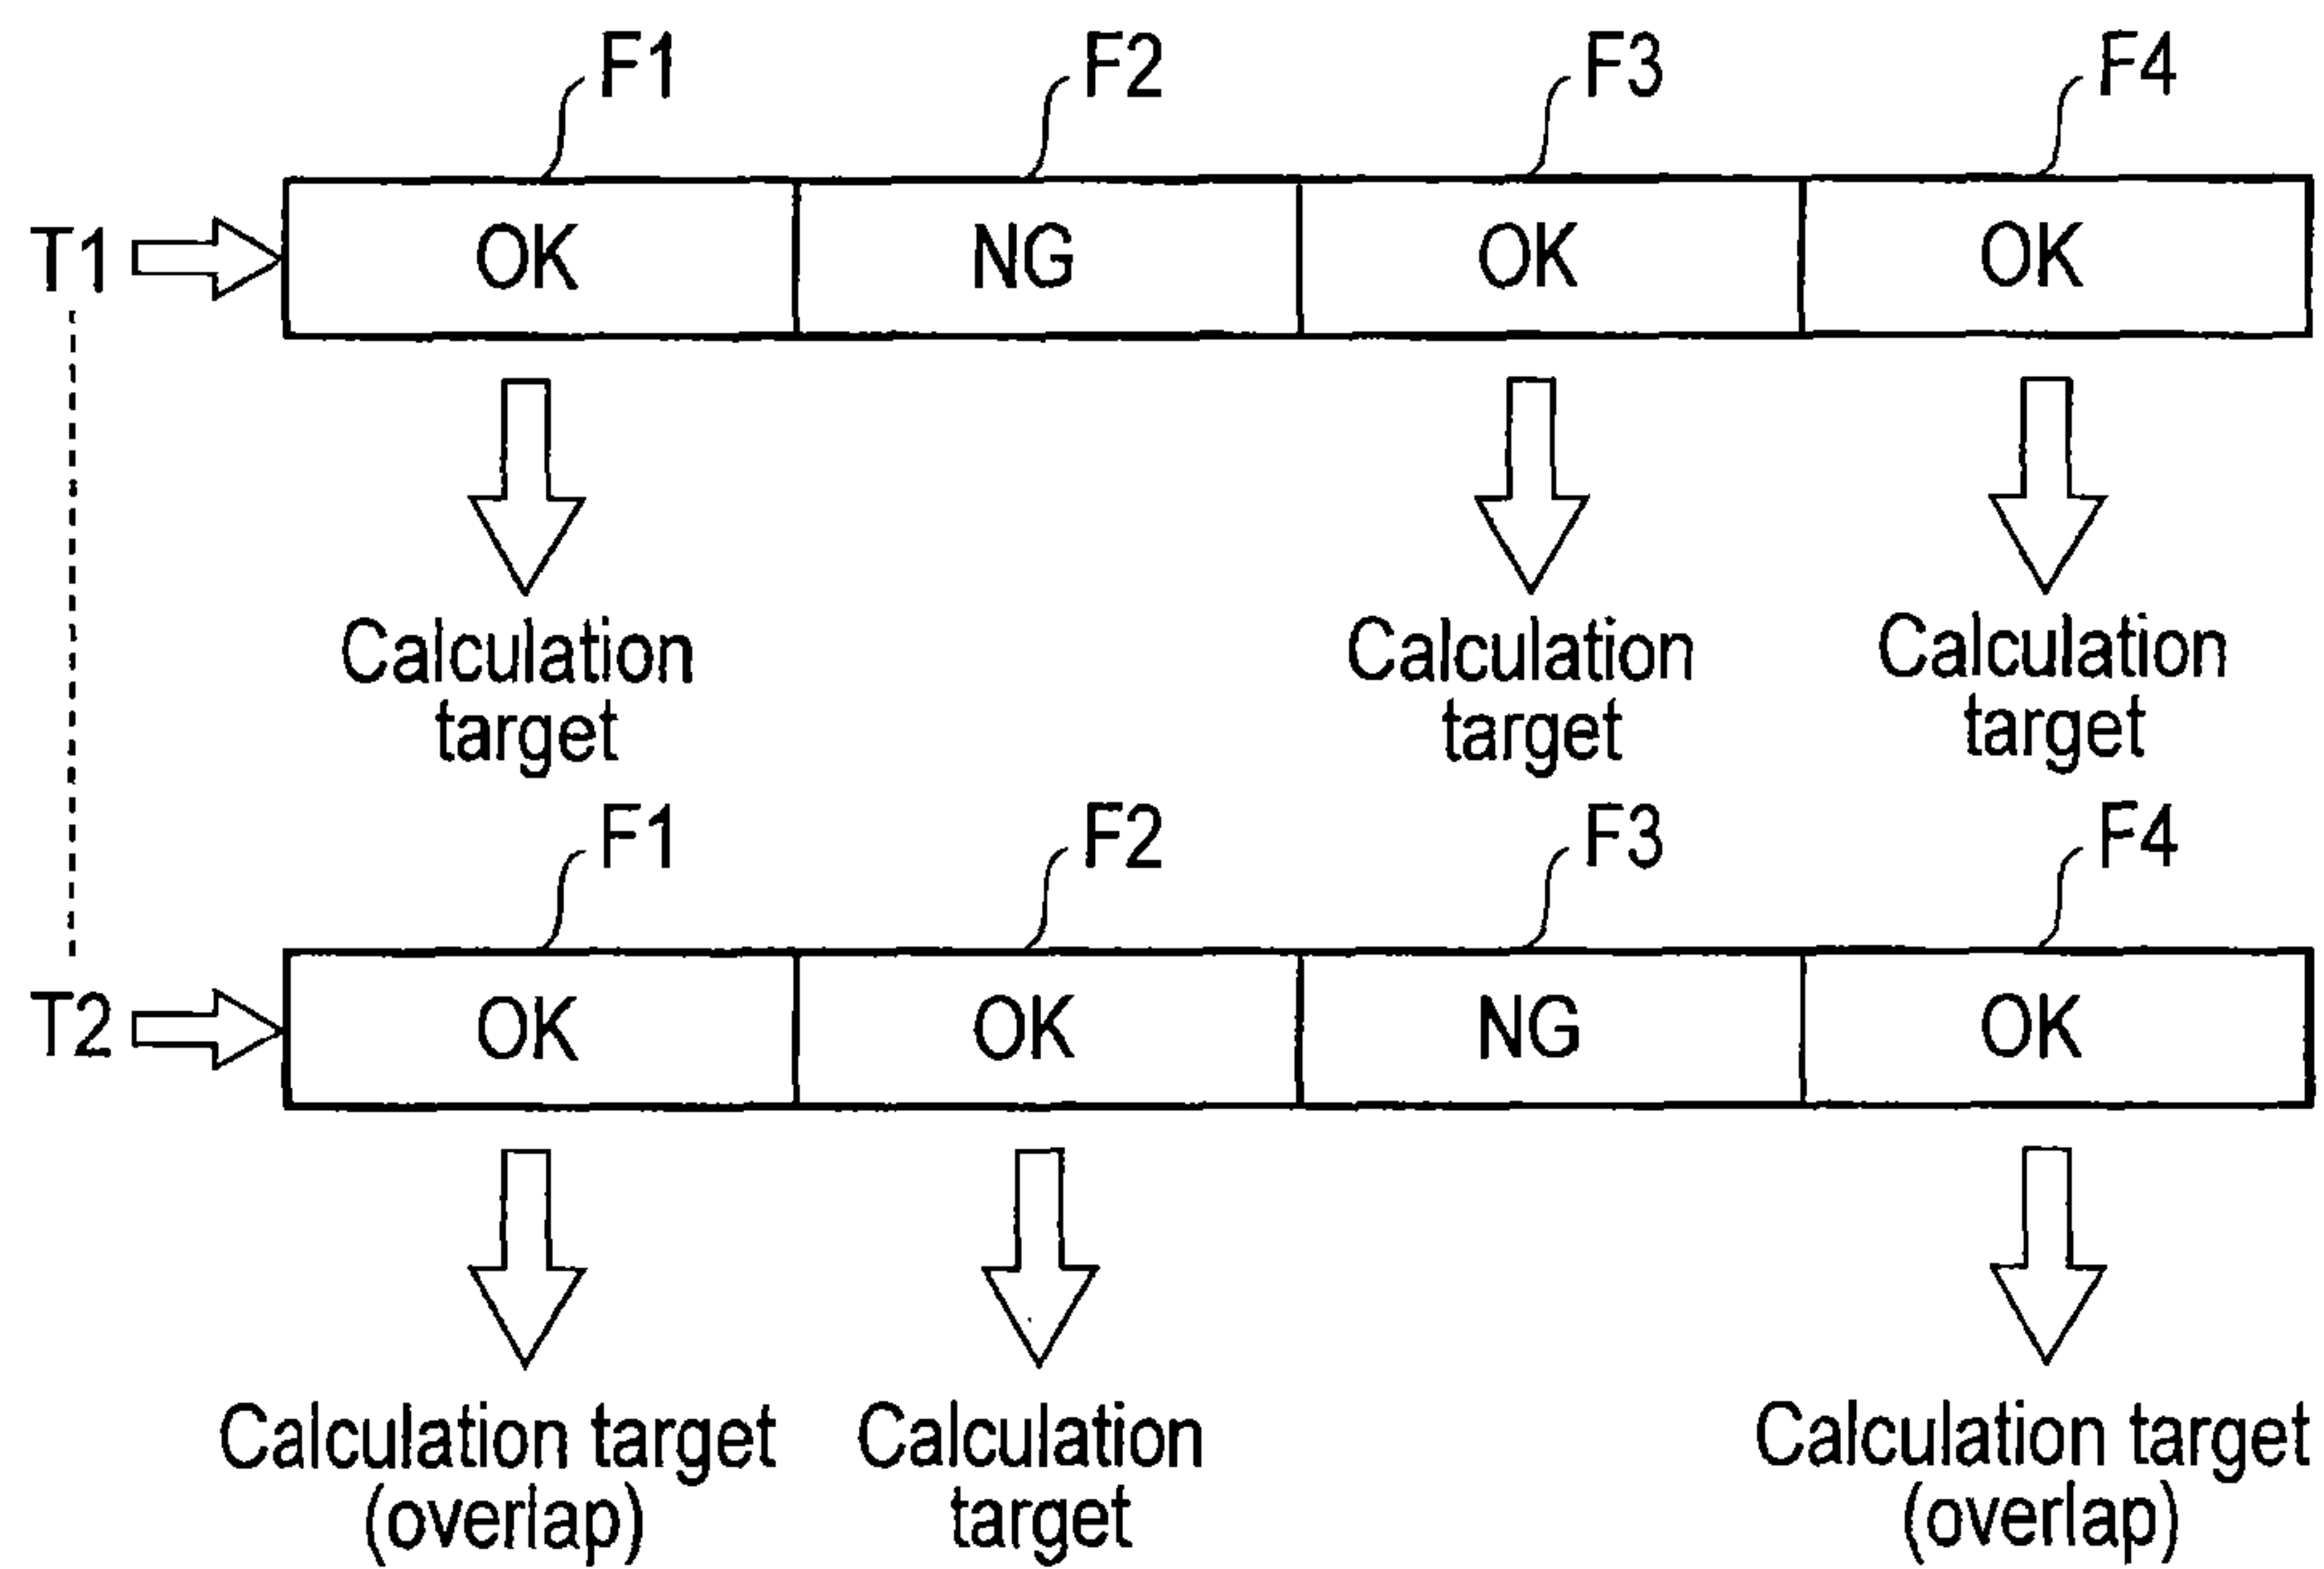 F1 F2 F3 F4
T1 OK NG OK OK
Calculation Calculation Calculation
target target target
F1 F2 F3 F4
T2 OK OK NG OK
Calculation target Calculation Calculation target
(overlap) target (overlap)